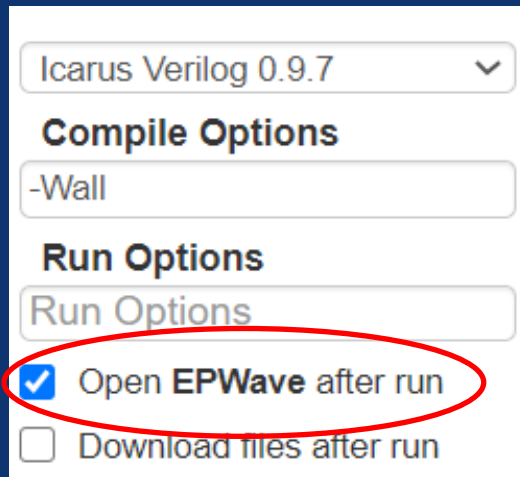 Icarus Verilog 0.9.7
Compile Options
-Wall
Run Options
Run Options
Open EPWave after run
Download files after run